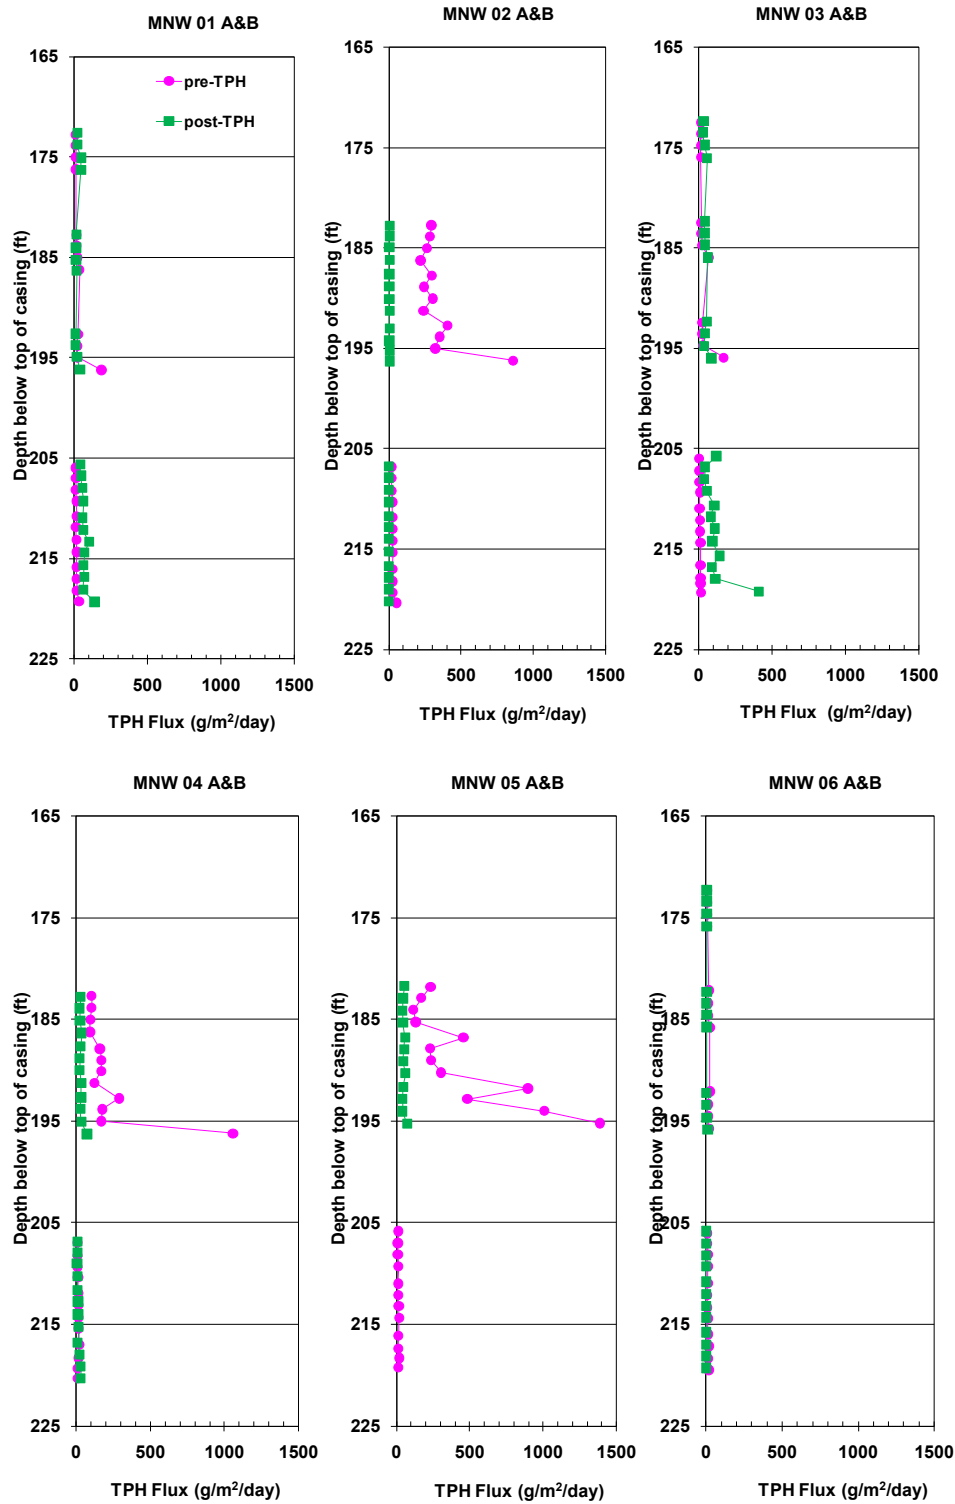 MNW 01 A&B
MNW 02 A&B
MNW 03 A&B
165
175
185
195
205
215
225
Depth below top of casing (ft)
pre-TPH
post-TPH
0 500 1000 1500
TPH Flux (g/m²/day)
165
175
185
195
205
215
225
Depth below top of casing (ft)
0 500 1000 1500
TPH Flux (g/m²/day)
165
175
185
195
205
215
225
Depth below top of casing (ft)
0 500 1000 1500
TPH Flux (g/m²/day)
MNW 04 A&B
MNW 05 A&B
MNW 06 A&B
165
175
185
195
205
215
225
Depth below top of casing (ft)
0 500 1000 1500
TPH Flux (g/m²/day)
165
175
185
195
205
215
225
Depth below top of casing (ft)
0 500 1000 1500
TPH Flux (g/m²/day)
165
175
185
195
205
215
225
Depth below top of casing (ft)
0 500 1000 1500
TPH Flux (g/m²/day)